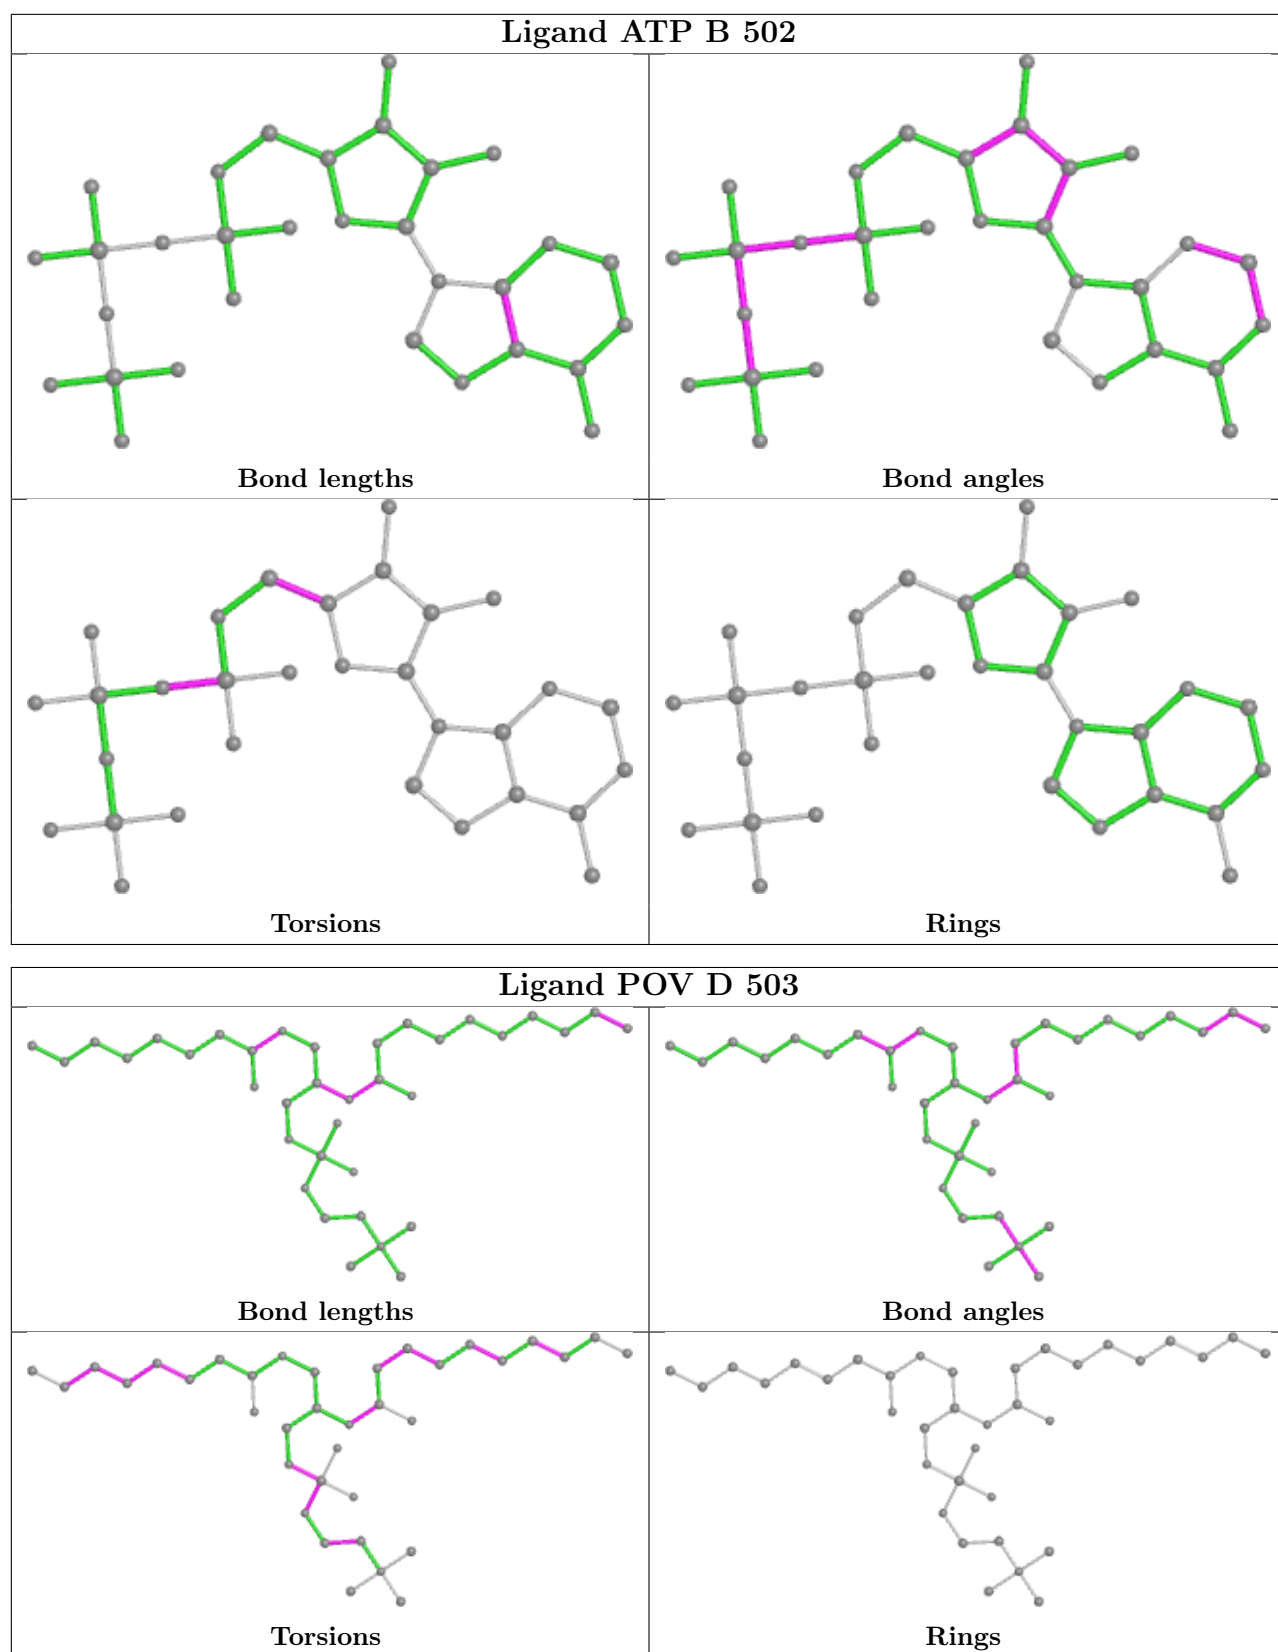 Ligand ATP B 502
Bond lengths
Bond angles
Torsions
Rings
Ligand POV D 503
Bond lengths
Bond angles
Torsions
Rings